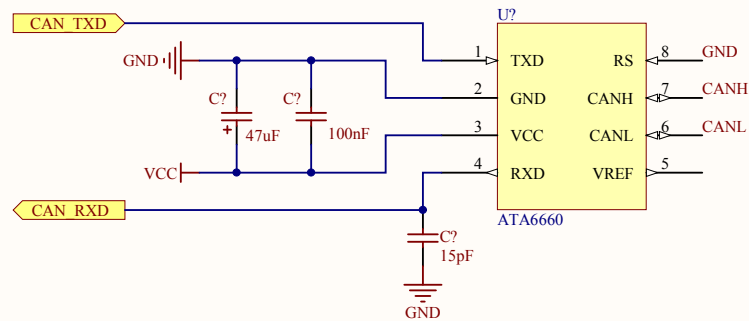 CAN_TXD
U?
1 TXD RS 8 GND
GND
C? C?
2 GND CANH 7 CANH
+ 47uF 100nF
3 VCC CANL 6 CANL
VCC
4 RXD VREF 5
CAN_RXD
ATA6660
C?
15pF
GND